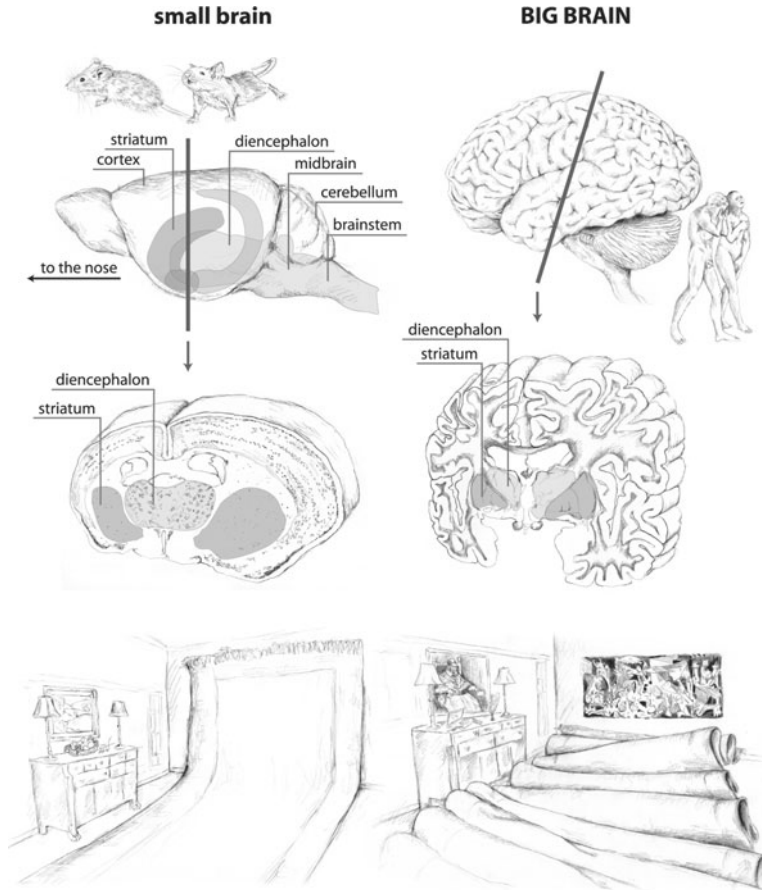 small brain
BIG BRAIN
striatum
diencephalon
cortex
midbrain
cerebellum
brainstem
to the nose
diencephalon
striatum
diencephalon
striatum